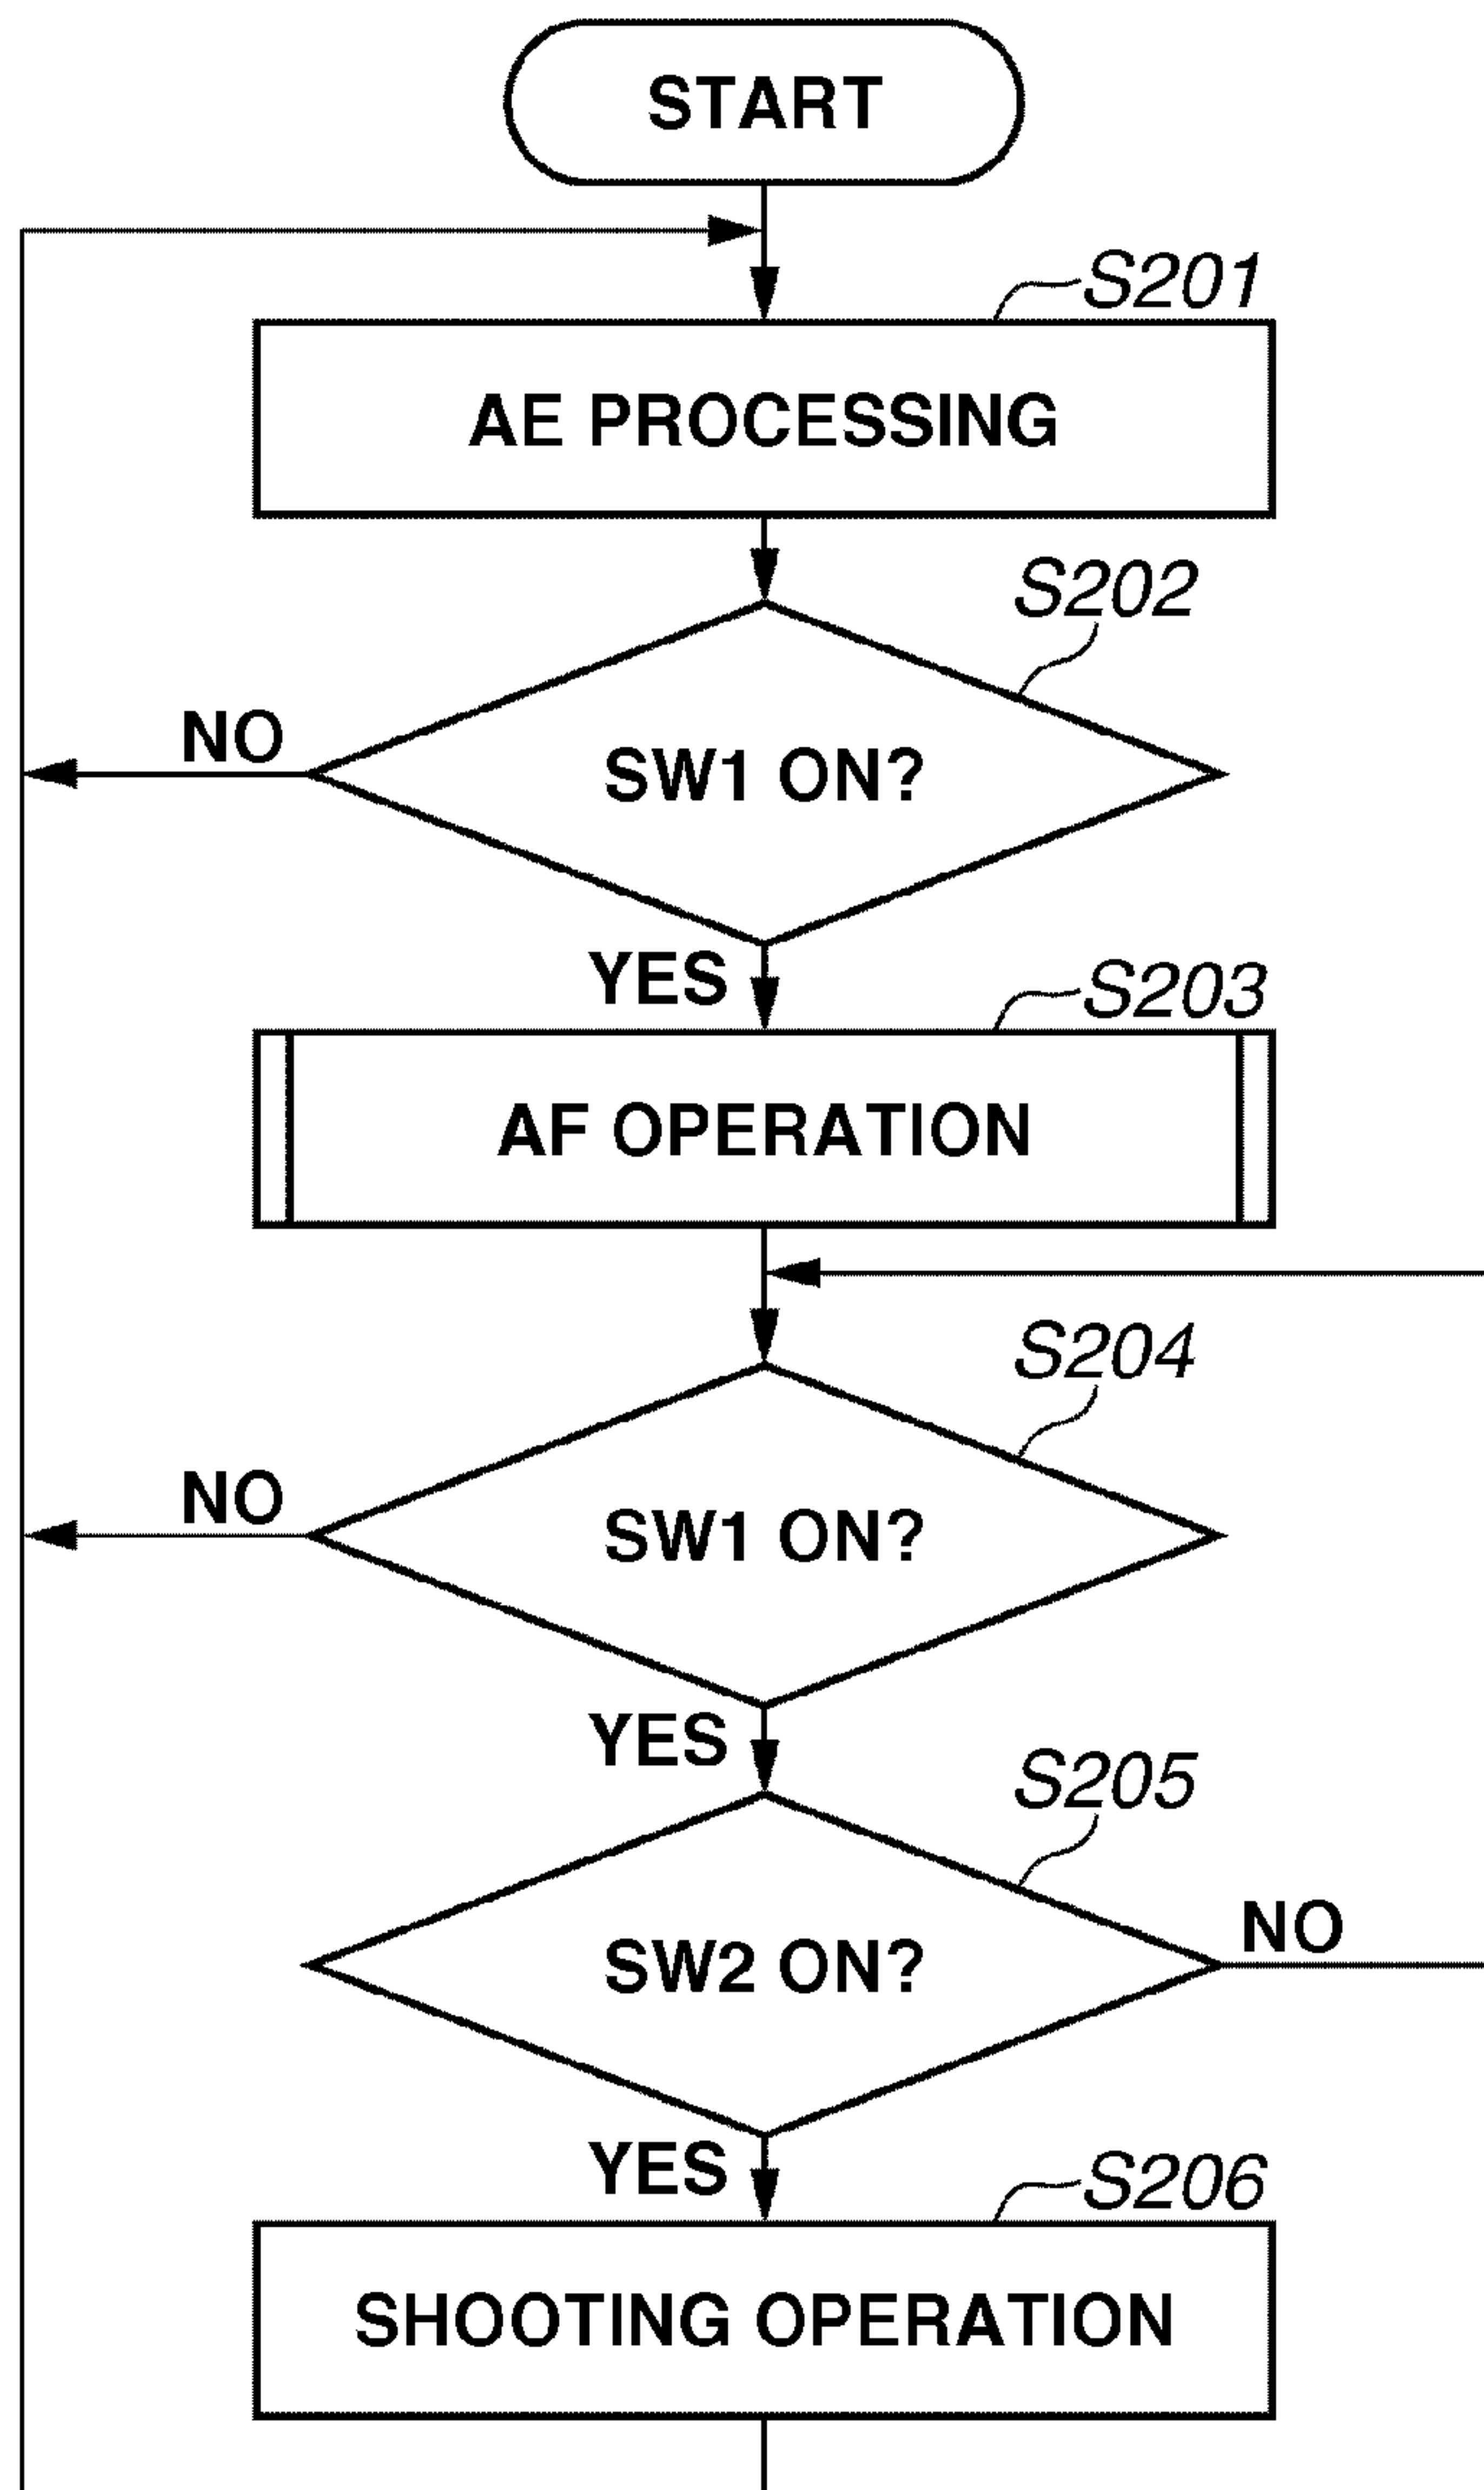 START
S201
AE PROCESSING
S202
NO
SW1 ON?
YES
S203
AF OPERATION
S204
NO
SW1 ON?
YES
S205
NO
SW2 ON?
YES
S206
SHOOTING OPERATION